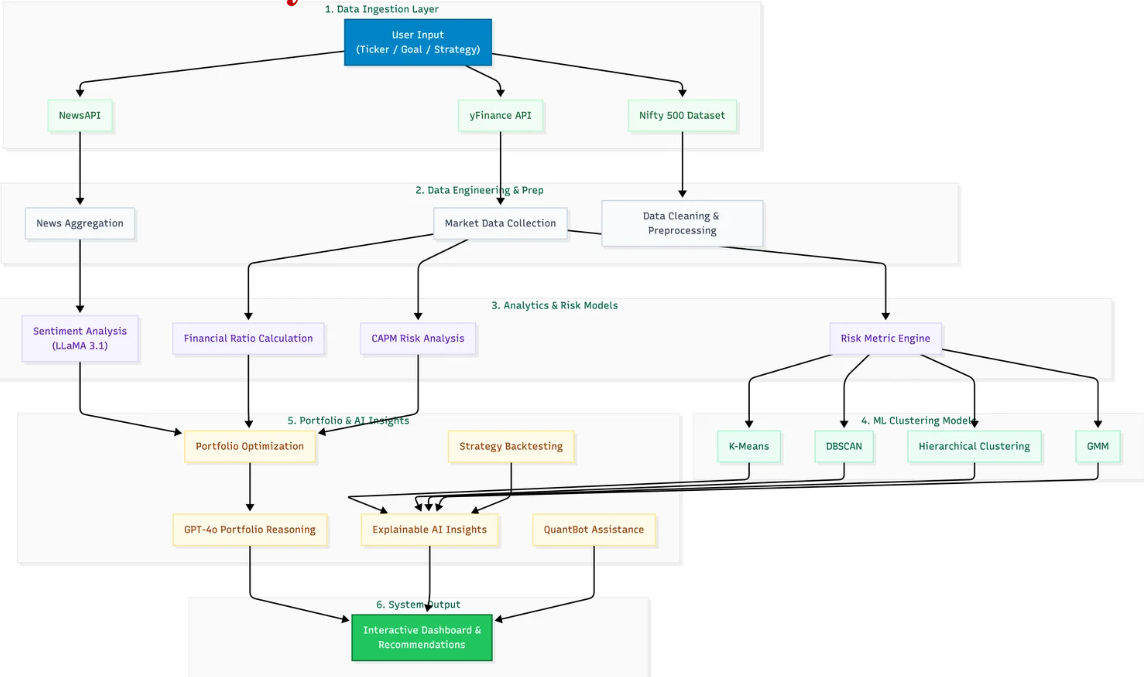 1. Data Ingestion Layer
User Input
(Ticker / Goal / Strategy)
NewsAPI
yFinance API
Nifty 500 Dataset
2. Data Engineering & Prep
News Aggregation
Market Data Collection
Data Cleaning &
Preprocessing
3. Analytics & Risk Models
Sentiment Analysis
(LLaMA 3.1)
Financial Ratio Calculation
CAPM Risk Analysis
Risk Metric Engine
5. Portfolio & AI Insights
4. ML Clustering Models
Portfolio Optimization
Strategy Backtesting
K-Means
DBSCAN
Hierarchical Clustering
GMM
GPT-4o Portfolio Reasoning
Explainable AI Insights
QuantBot Assistance
6. System Output
Interactive Dashboard &
Recommendations